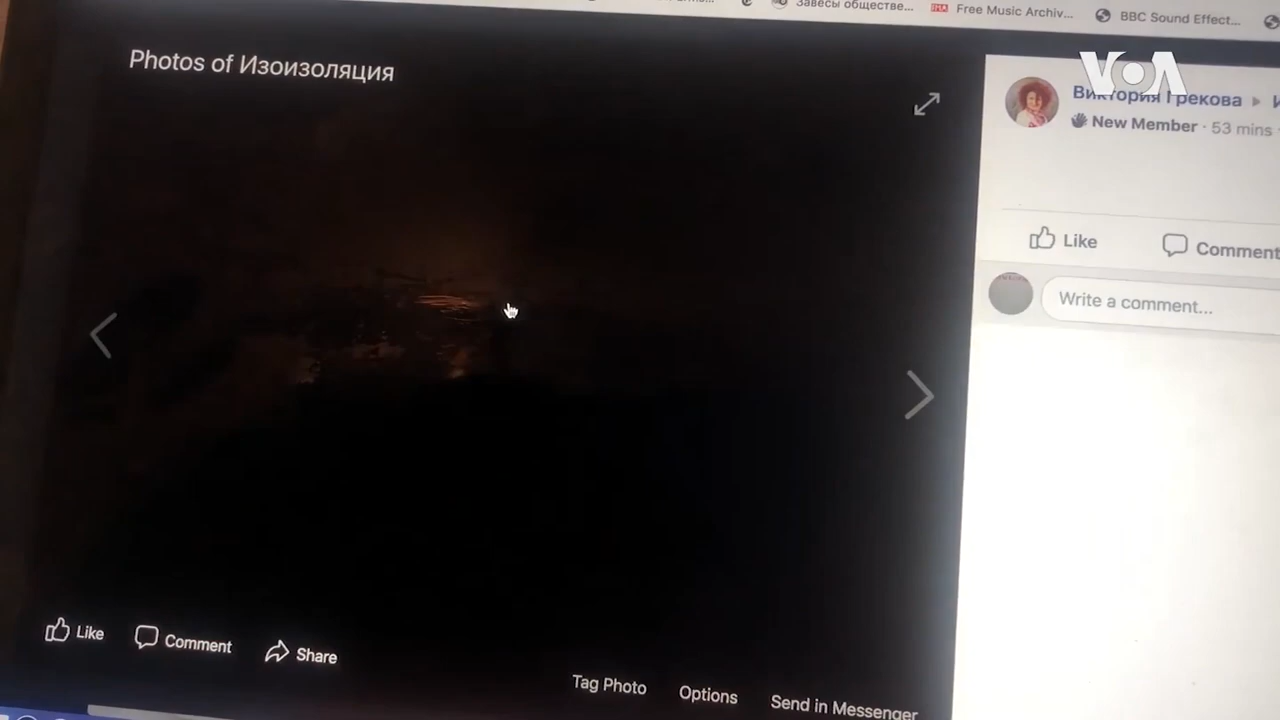 Завесы обществе...
Free Music Archiv...
BBC Sound Effect...
Photos of Изоизоляция
VOA
Виктория Грекова
New Member · 53 mins
Like
Comment
Write a comment...
Like
Comment
Share
Tag Photo
Options
Send in Messenger